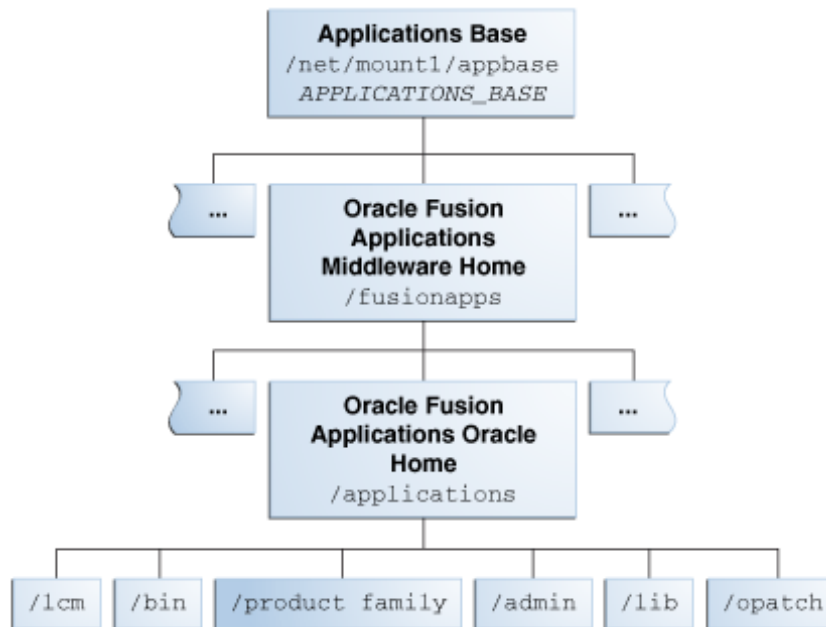 Applications Base
/net/mount1/appbase
APPLICATIONS_BASE
...
Oracle Fusion
Applications
Middleware Home
/fusionapps
...
...
Oracle Fusion
Applications Oracle
Home
/applications
...
/lcm
/bin
/product family
/admin
/lib
/opatch